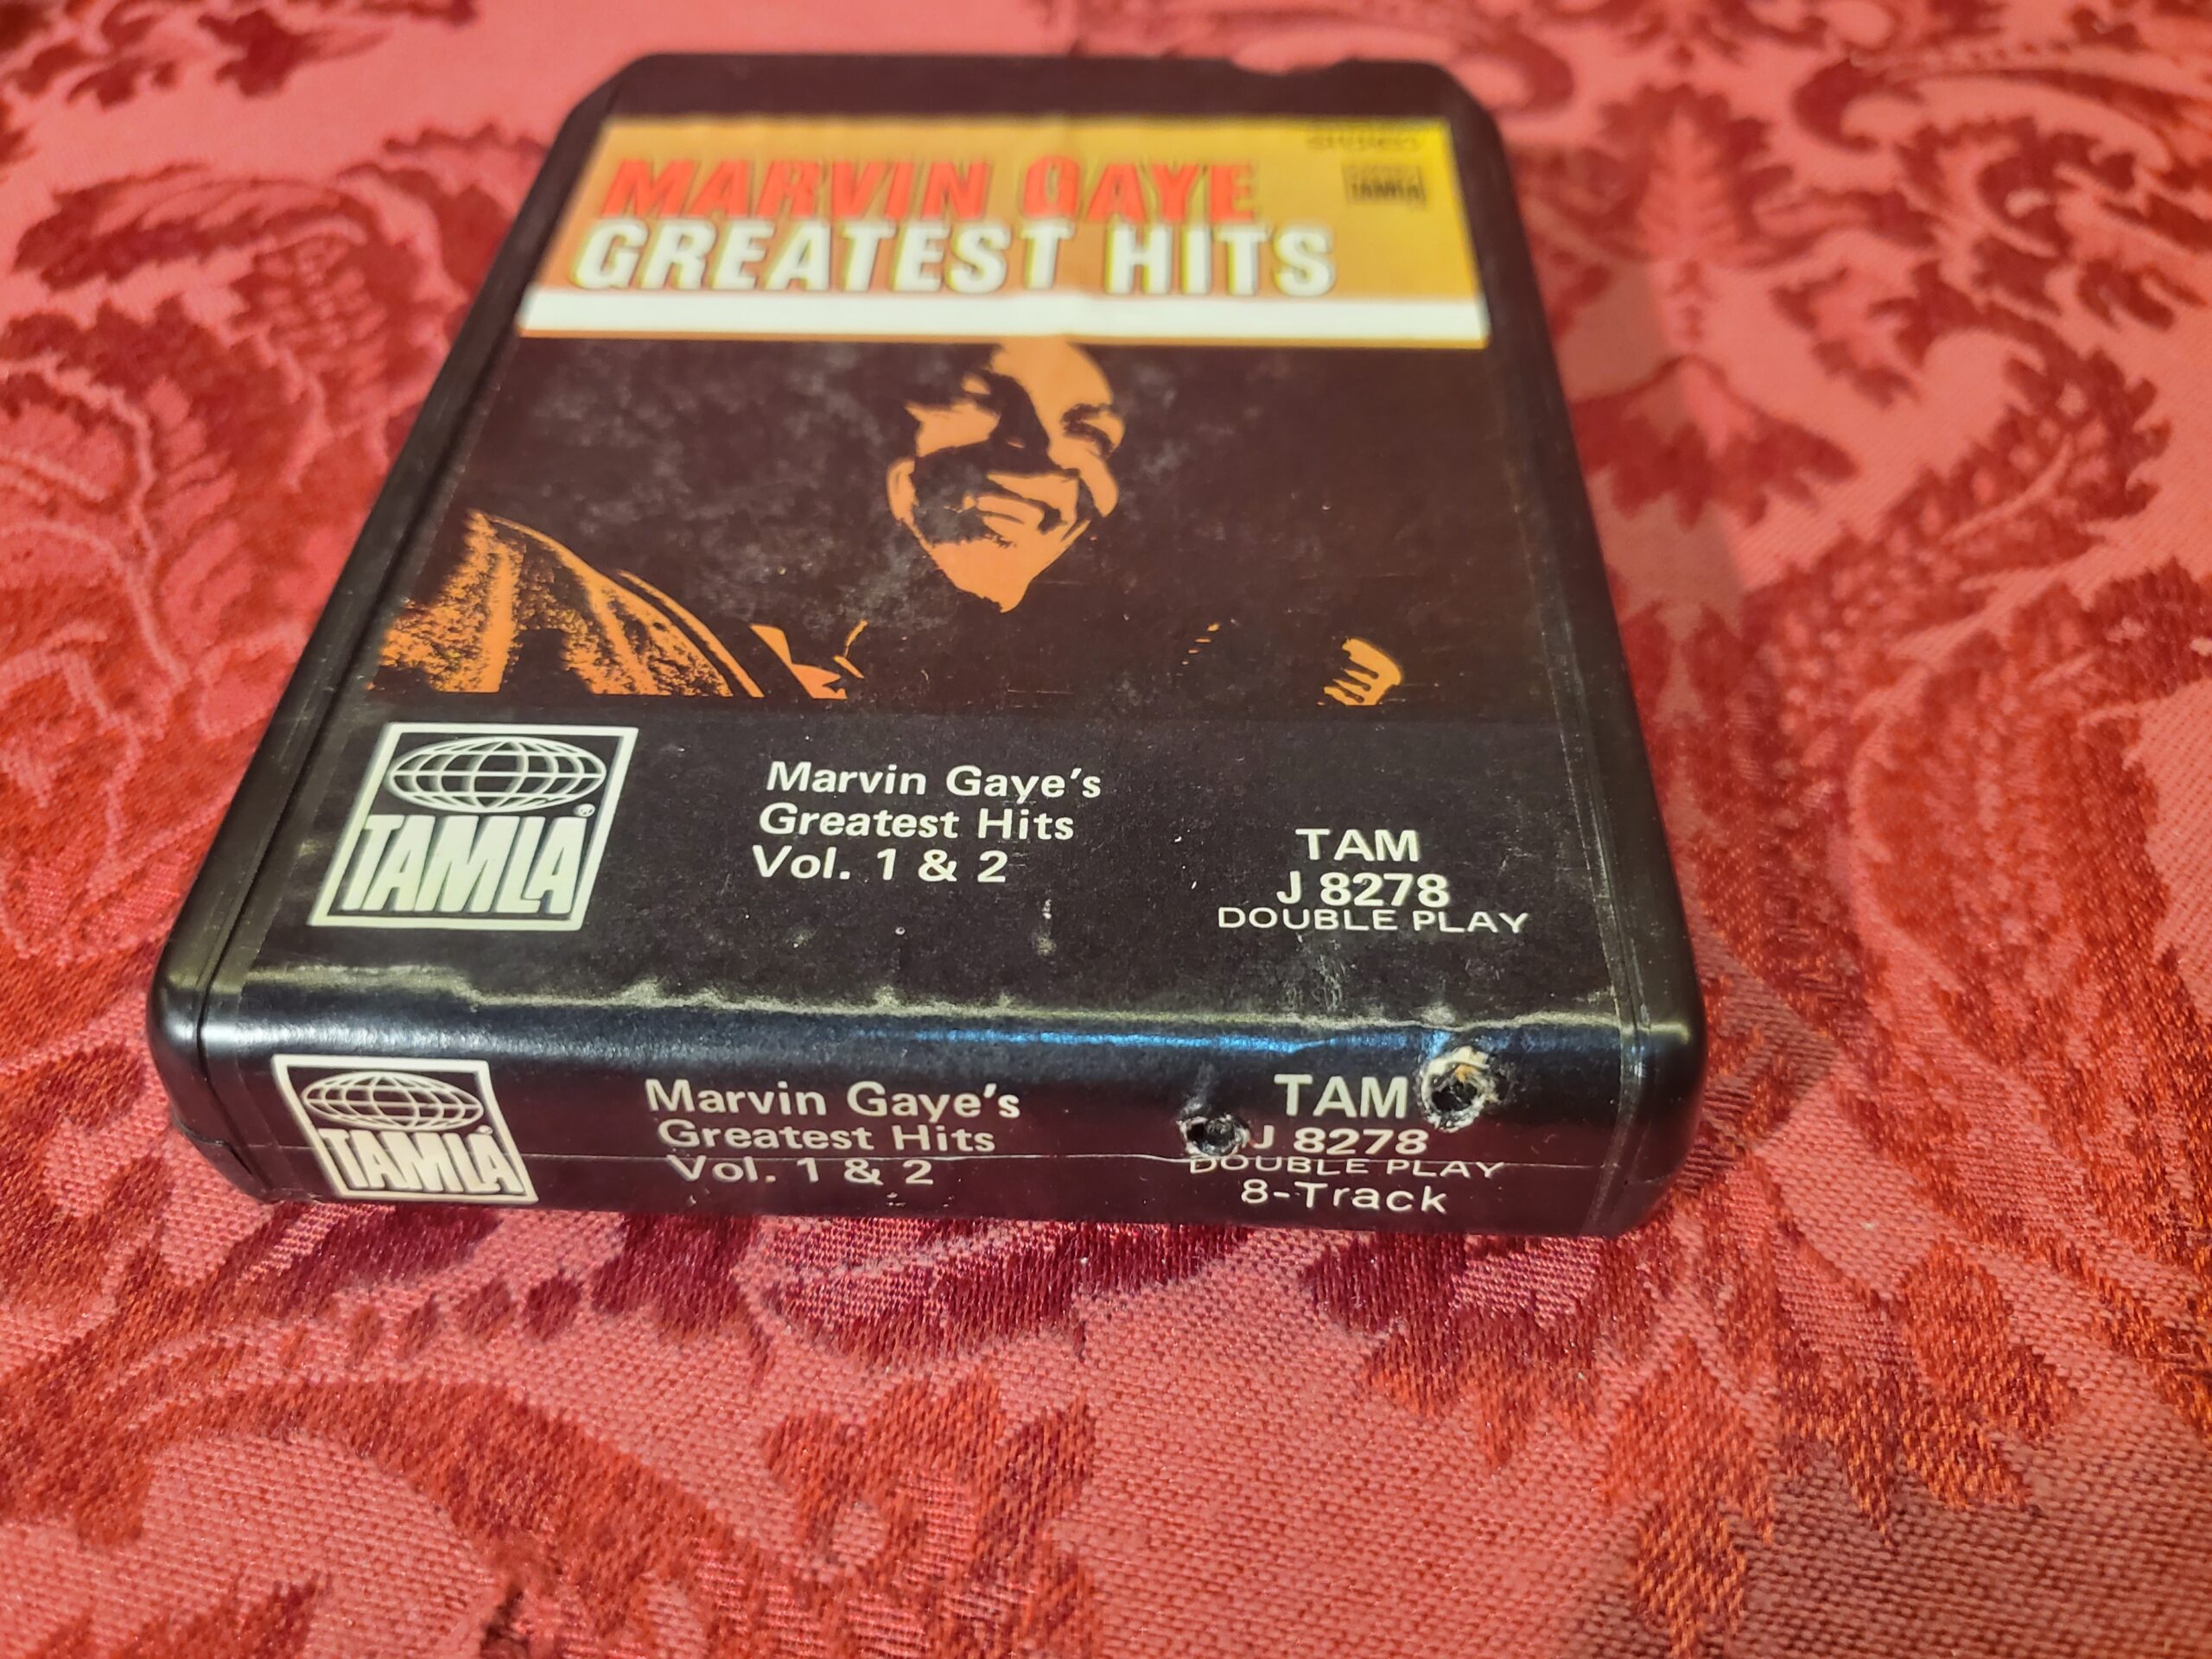 STEREO
MARVIN GAYE
TAMLA
GREATEST HITS
TAMLA®
Marvin Gaye's
Greatest Hits
Vol. 1 & 2
TAM
J 8278
DOUBLE PLAY
TAMLA
Marvin Gaye's
Greatest Hits
Vol. 1 & 2
TAM
J 8278
DOUBLE PLAY
8-Track